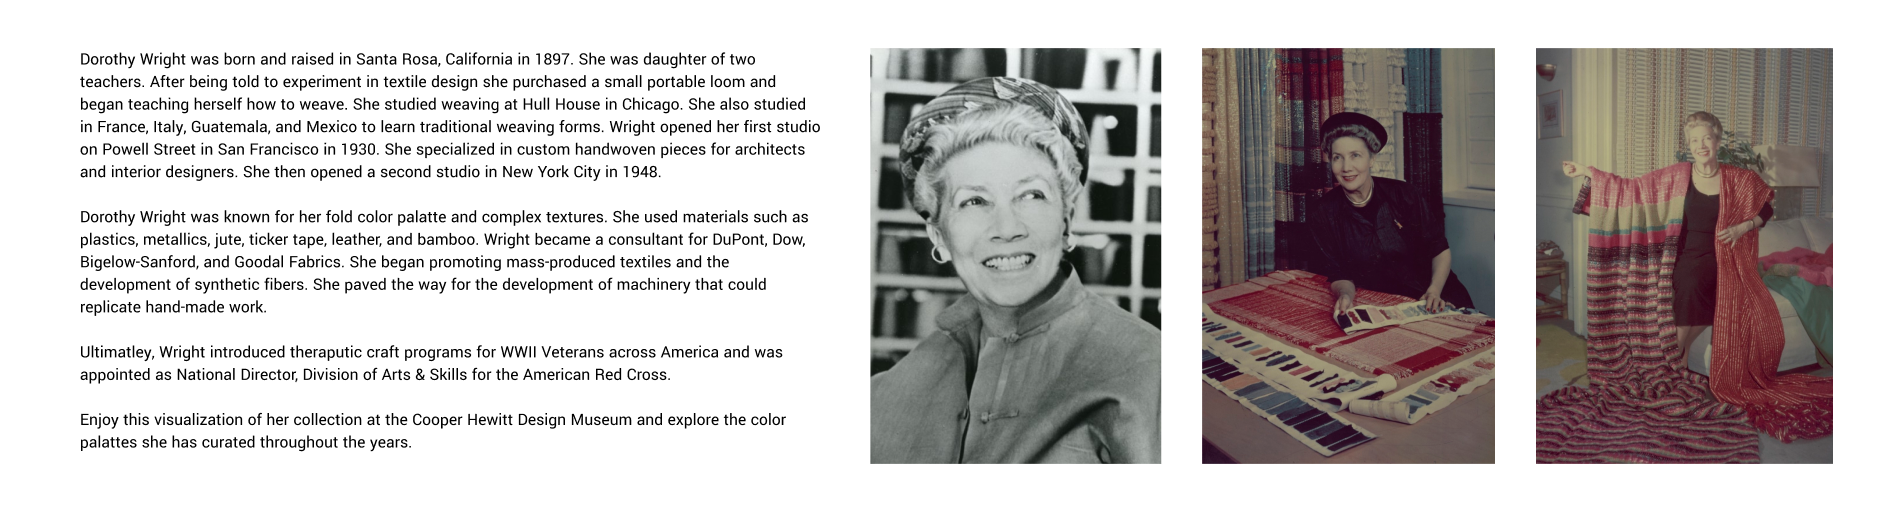 Dorothy Wright was born and raised in Santa Rosa, California in 1897. She was daughter of two
teachers. After being told to experiment in textile design she purchased a small portable loom and
began teaching herself how to weave. She studied weaving at Hull House in Chicago. She also studied
in France, Italy, Guatemala, and Mexico to learn traditional weaving forms. Wright opened her first studio
on Powell Street in San Francisco in 1930. She specialized in custom handwoven pieces for architects
and interior designers. She then opened a second studio in New York City in 1948.
Dorothy Wright was known for her fold color palatte and complex textures. She used materials such as
plastics, metallics, jute, ticker tape, leather, and bamboo. Wright became a consultant for DuPont, Dow,
Bigelow-Sanford, and Goodal Fabrics. She began promoting mass-produced textiles and the
development of synthetic fibers. She paved the way for the development of machinery that could
replicate hand-made work.
Ultimatley, Wright introduced theraputic craft programs for WWII Veterans across America and was
appointed as National Director, Division of Arts & Skills for the American Red Cross.
Enjoy this visualization of her collection at the Cooper Hewitt Design Museum and explore the color
palattes she has curated throughout the years.